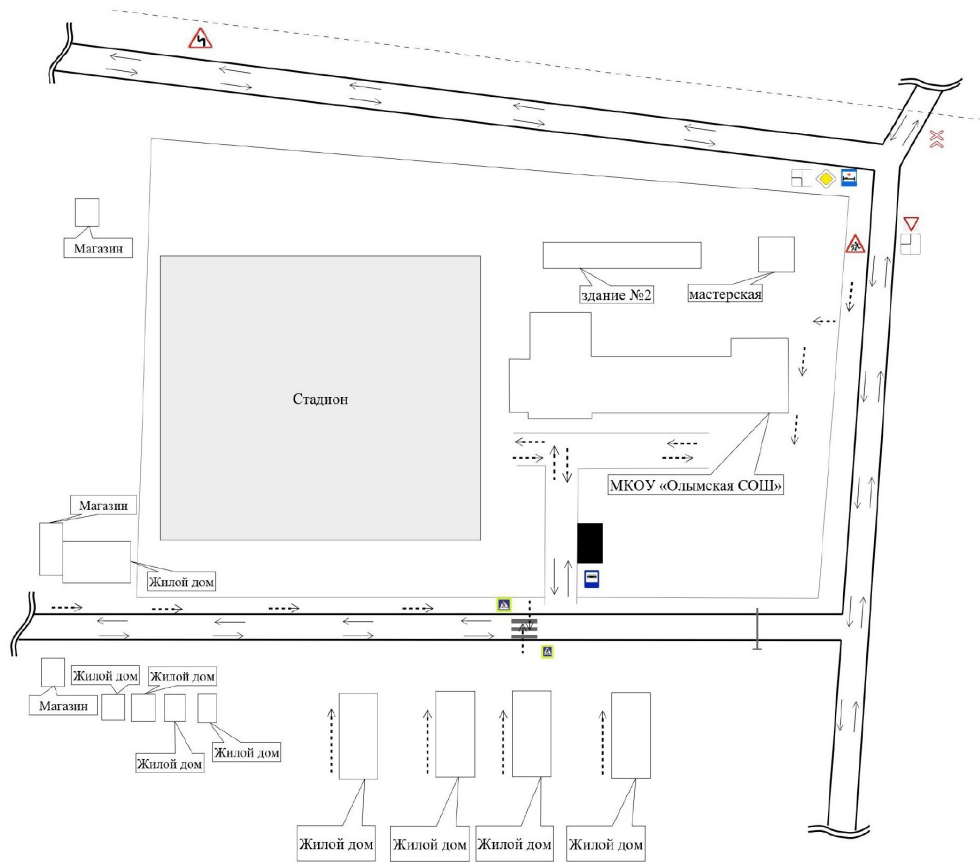 Магазин
здание №2
мастерская
Стадион
МКОУ «Олымская СОШ»
Магазин
Жилой дом
Жилой дом
Жилой дом
Магазин
Жилой дом
Жилой дом
Жилой дом
Жилой дом
Жилой дом
Жилой дом